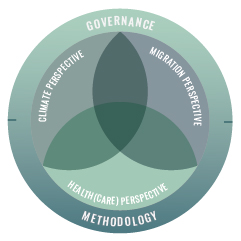 GOVERNANCE
CLIMATE PERSPECTIVE
MIGRATION PERSPECTIVE
HEALTH(CARE) PERSPECTIVE
METHODOLOGY